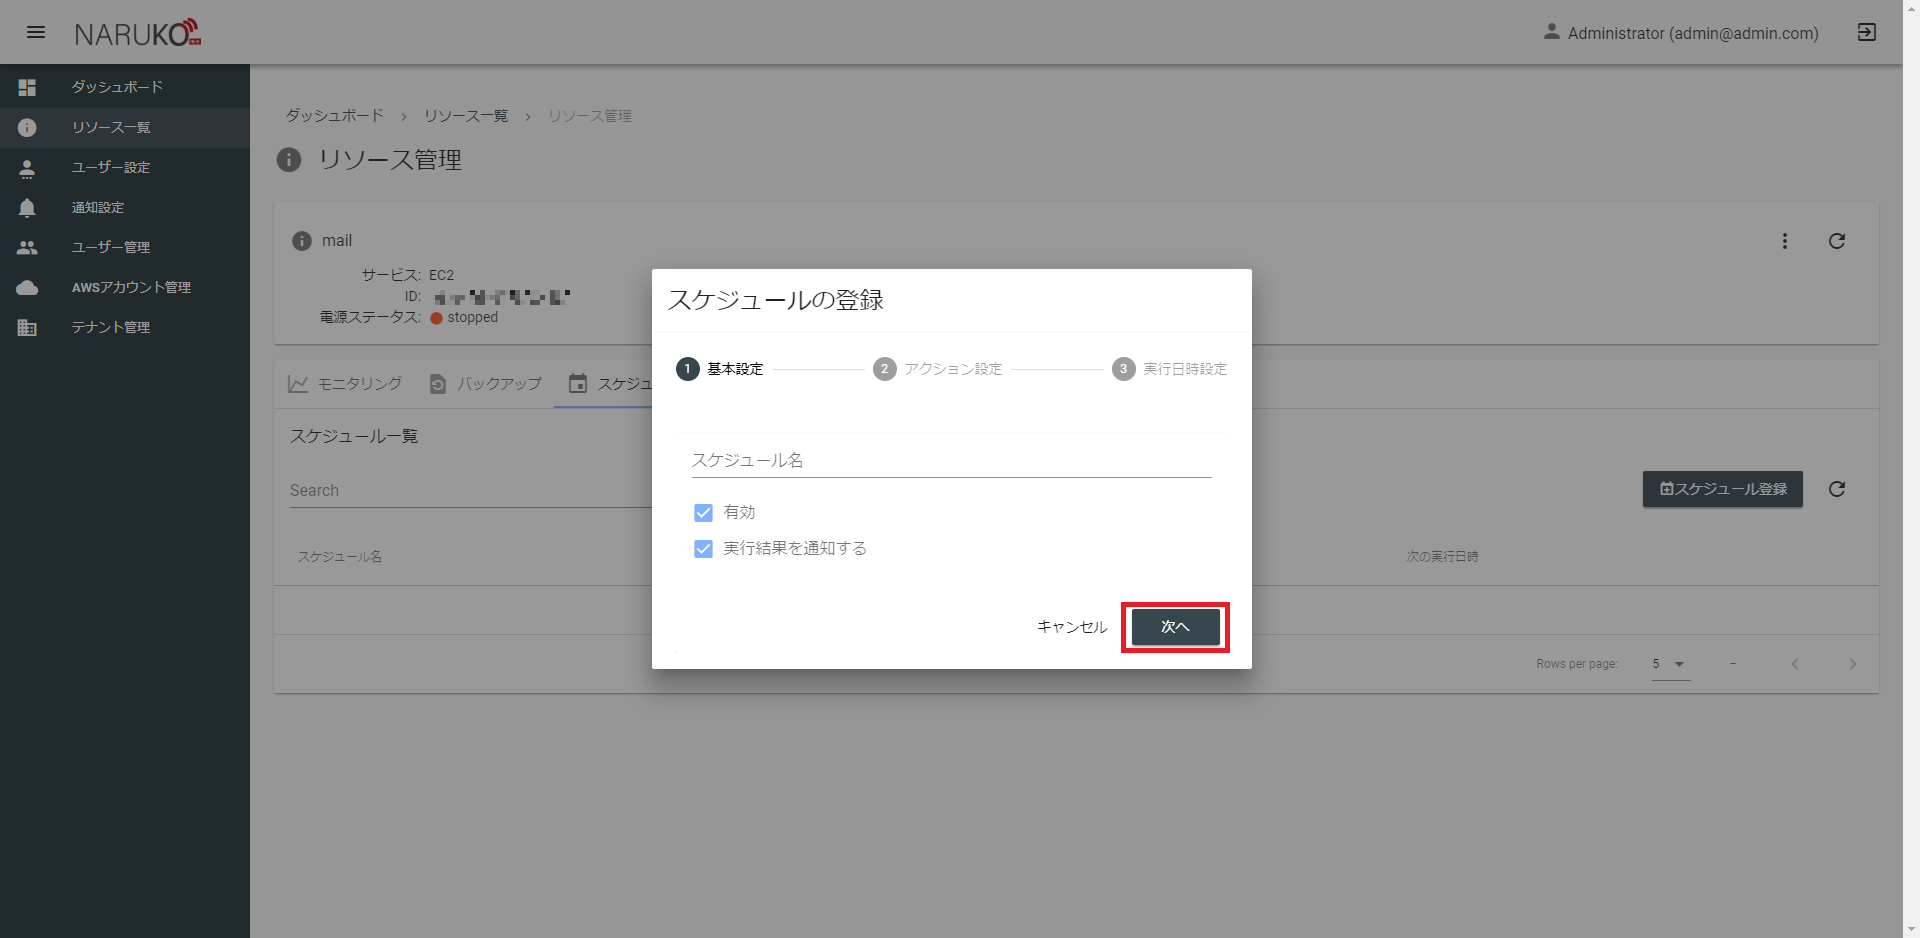 NARUKO
Administrator (admin@admin.com)
ダッシュボード
リソース一覧
ユーザー設定
通知設定
ユーザー管理
AWSアカウント管理
テナント管理
ダッシュボード › リソース一覧 › リソース管理
リソース管理
mail
サービス: EC2
ID:
電源ステータス: stopped
モニタリング バックアップ スケジュ
スケジュール一覧
Search
スケジュール登録
スケジュール名 次の実行日時
Rows per page: 5 –
スケジュールの登録
1 基本設定 2 アクション設定 3 実行日時設定
スケジュール名
有効
実行結果を通知する
キャンセル 次へ